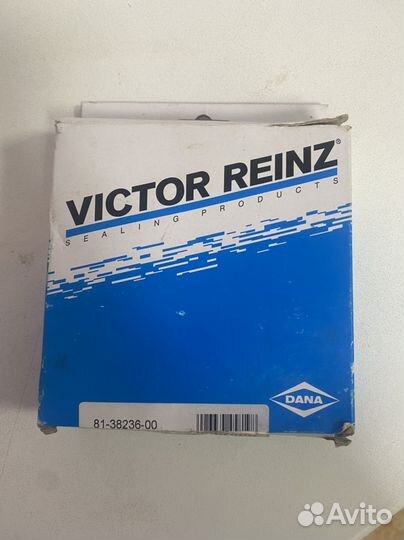 VICTOR REINZ®
SEALING PRODUCTS
DANA
81-38236-00
Avito